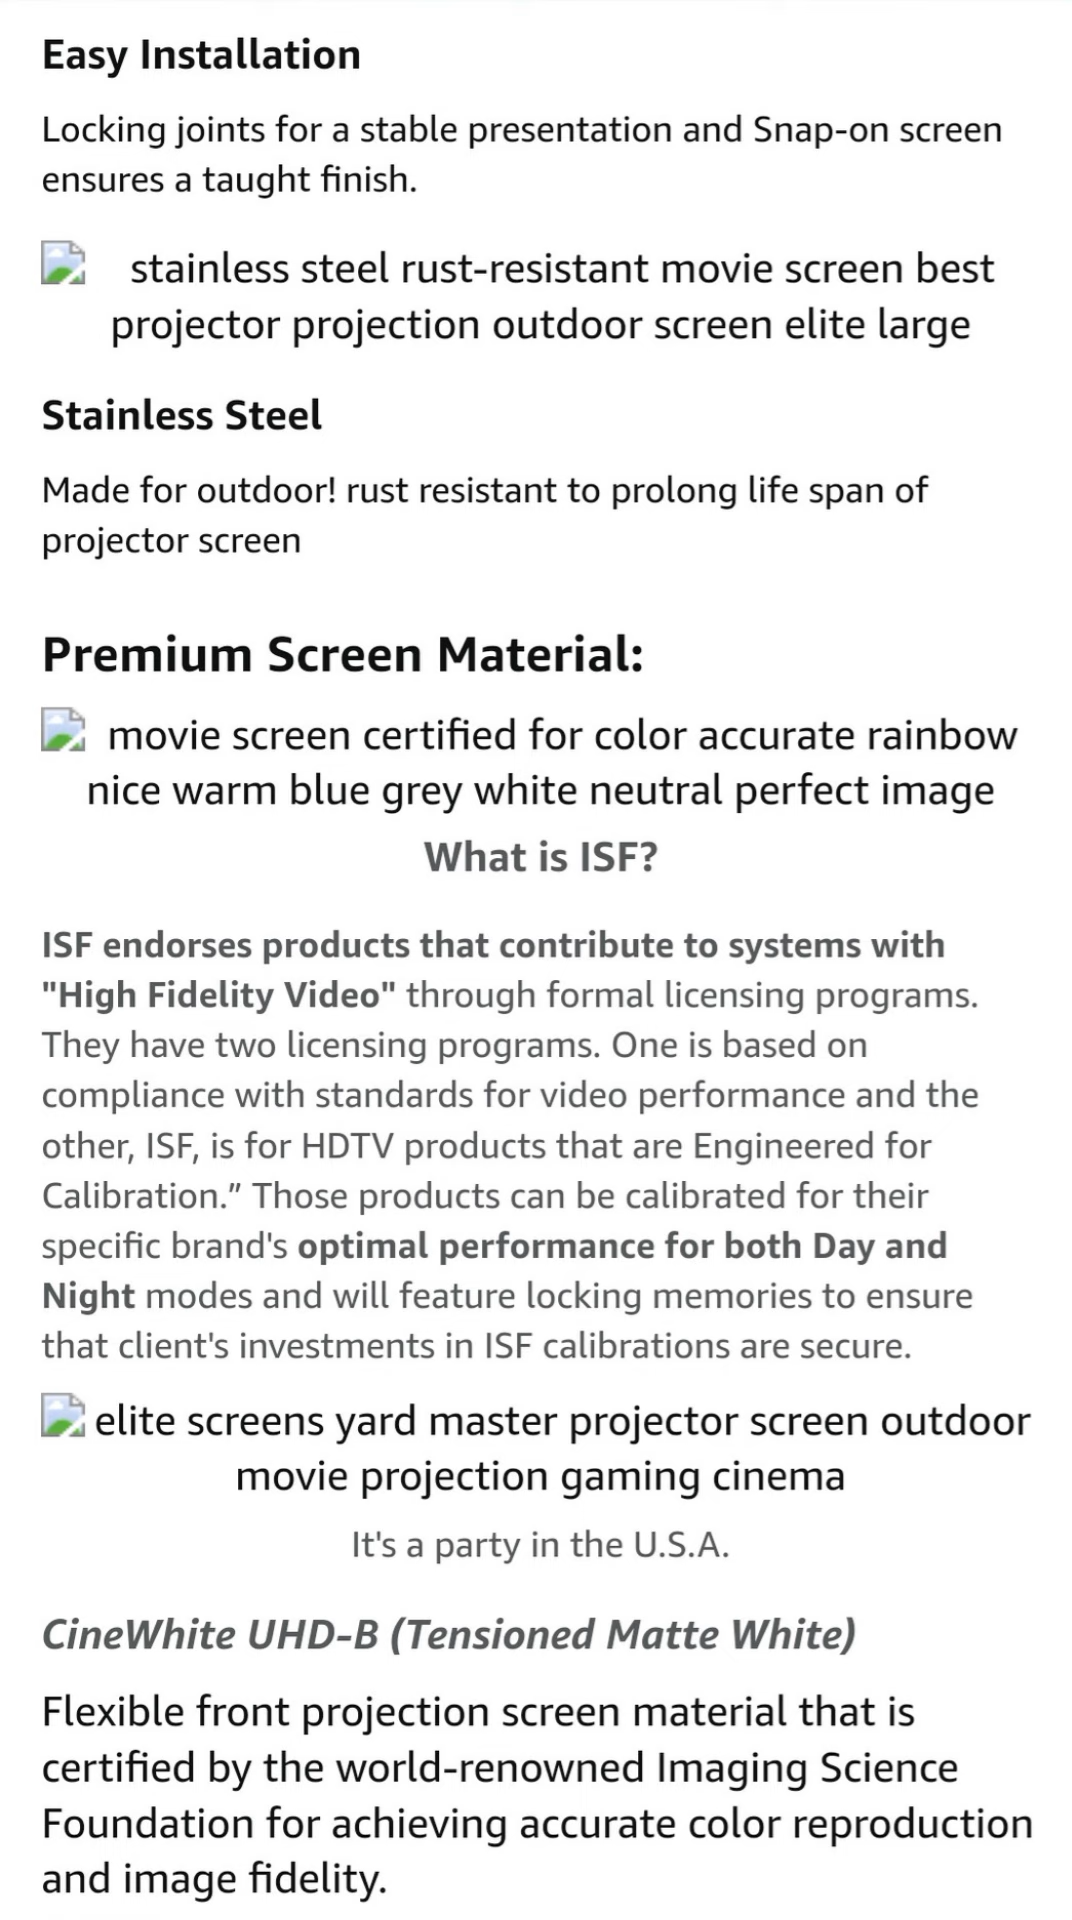 Easy Installation
Locking joints for a stable presentation and Snap-on screen
ensures a taught finish.
stainless steel rust-resistant movie screen best
projector projection outdoor screen elite large
Stainless Steel
Made for outdoor! rust resistant to prolong life span of
projector screen
Premium Screen Material:
movie screen certified for color accurate rainbow
nice warm blue grey white neutral perfect image
What is ISF?
ISF endorses products that contribute to systems with
"High Fidelity Video" through formal licensing programs.
They have two licensing programs. One is based on
compliance with standards for video performance and the
other, ISF, is for HDTV products that are Engineered for
Calibration.” Those products can be calibrated for their
specific brand's optimal performance for both Day and
Night modes and will feature locking memories to ensure
that client's investments in ISF calibrations are secure.
elite screens yard master projector screen outdoor
movie projection gaming cinema
It's a party in the U.S.A.
CineWhite UHD-B (Tensioned Matte White)
Flexible front projection screen material that is
certified by the world-renowned Imaging Science
Foundation for achieving accurate color reproduction
and image fidelity.